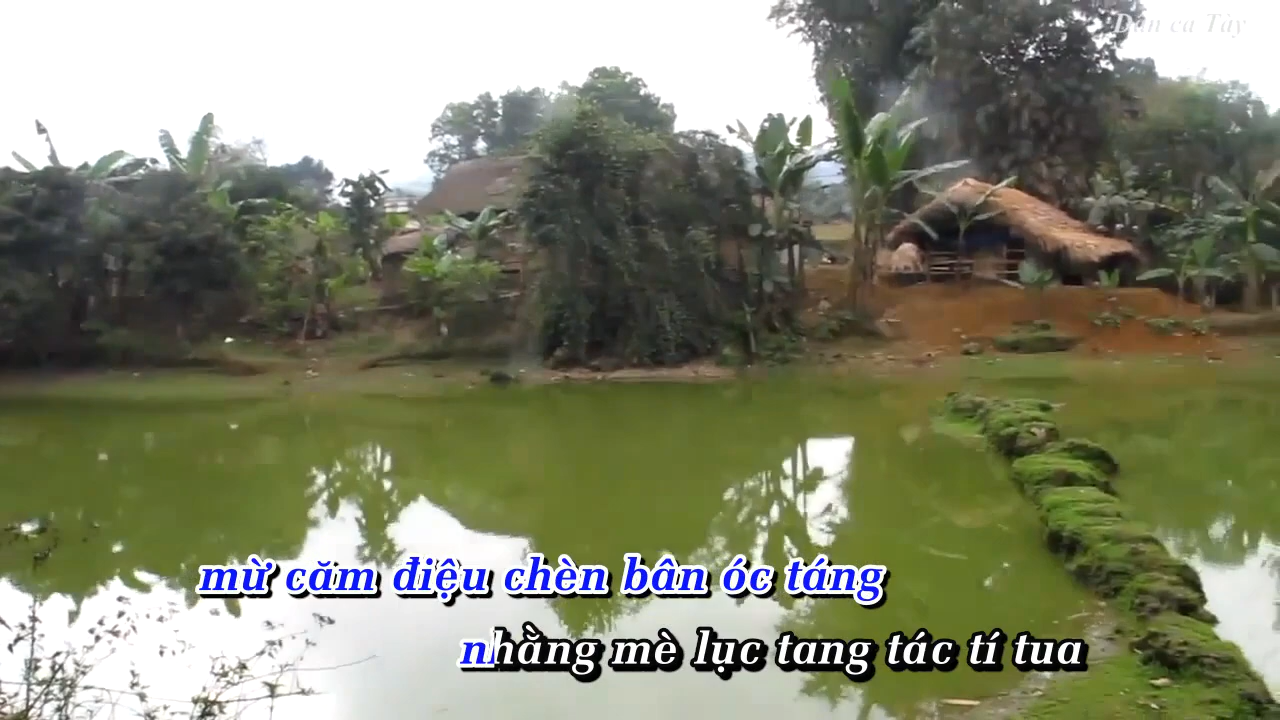 Dân ca Tày
mừ căm điệu chèn bân óc táng
nhằng mè lục tang tác tí tua